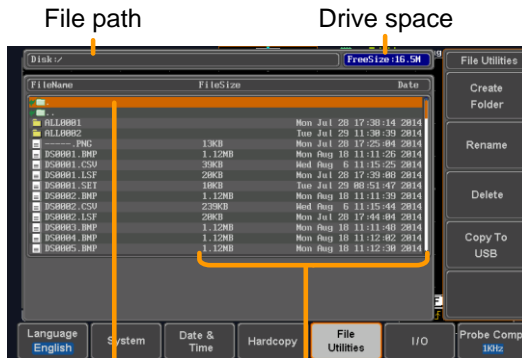 File path
Drive space
Disk:/
FreeSize:16.5M
File Utilities
FileName FileSize Date
.
..
ALL0001 Mon Jul 28 17:38:14 2014
ALL0002 Tue Jul 29 11:30:39 2014
-----.PNG 13KB Mon Jul 28 17:25:04 2014
DS0001.BMP 1.12MB Mon Aug 18 11:11:26 2014
DS0001.CSV 39KB Wed Aug 6 11:15:25 2014
DS0001.LSF 20KB Mon Jul 28 17:39:08 2014
DS0001.SET 10KB Tue Jul 29 08:51:47 2014
DS0002.BMP 1.12MB Mon Aug 18 11:11:39 2014
DS0002.CSV 239KB Wed Aug 6 11:15:44 2014
DS0002.LSF 20KB Mon Jul 28 17:44:04 2014
DS0003.BMP 1.12MB Mon Aug 18 11:11:48 2014
DS0004.BMP 1.12MB Mon Aug 18 11:12:02 2014
DS0005.BMP 1.12MB Mon Aug 18 11:12:30 2014
Create
Folder
Rename
Delete
Copy To
USB
Language
English
System
Date &
Time
Hardcopy
File
Utilities
I/O
Probe Comp
1KHz